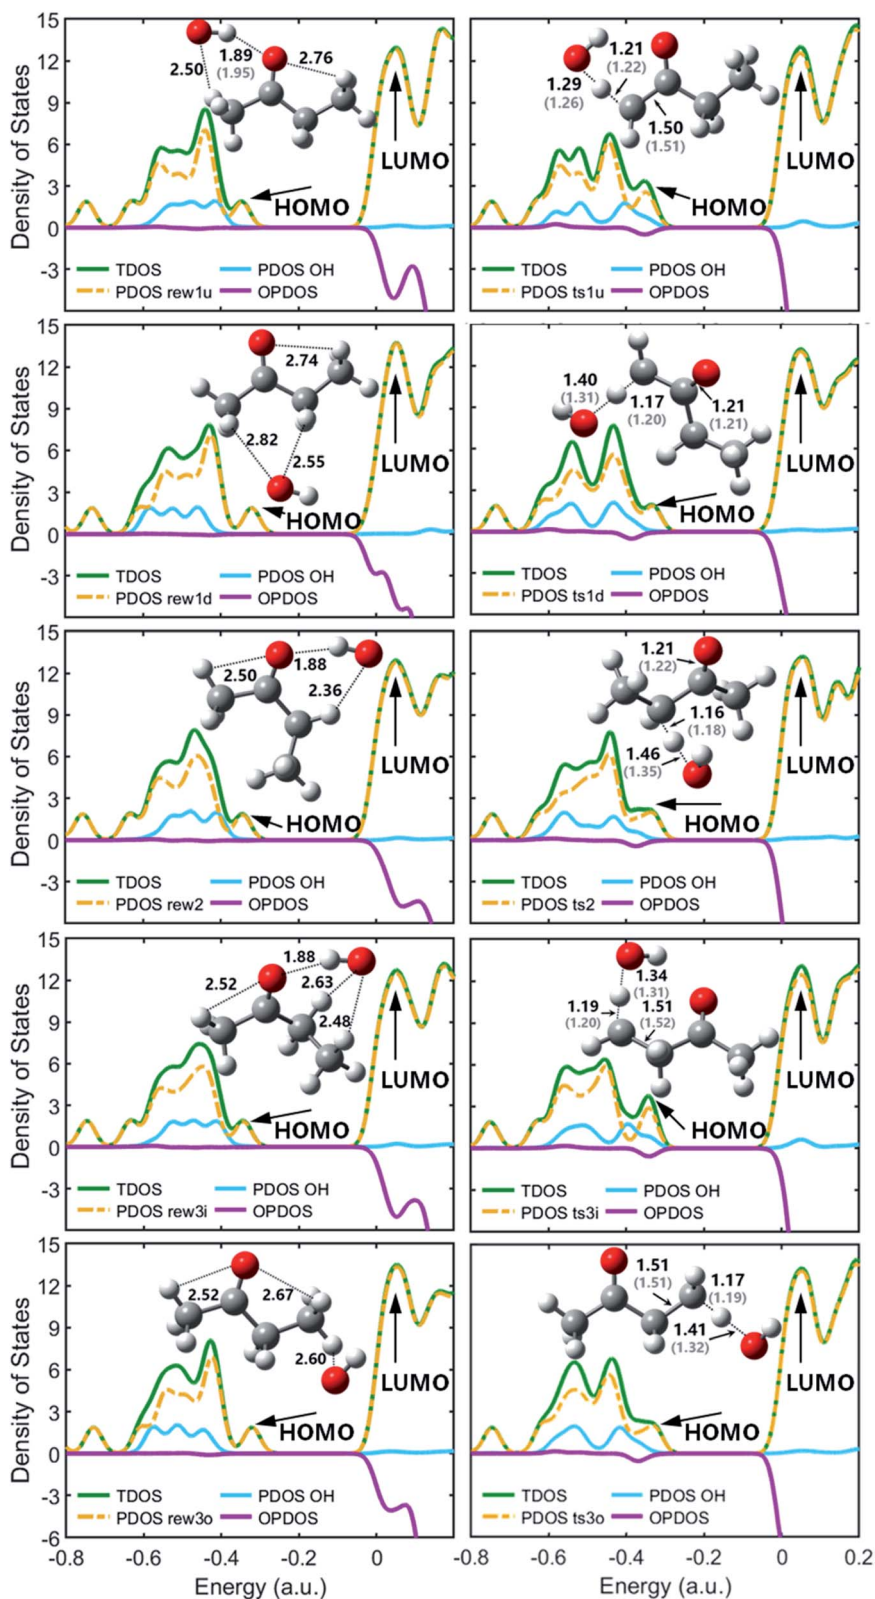 15
12
9
6
3
0
-3
Density of States
1.89
(1.95)
2.76
2.50
LUMO
HOMO
TDOS
PDOS OH
PDOS rew1u
OPDOS
1.21
(1.22)
1.29
(1.26)
1.50
(1.51)
LUMO
HOMO
TDOS
PDOS OH
PDOS ts1u
OPDOS
15
12
9
6
3
0
-3
Density of States
2.74
2.82
2.55
LUMO
HOMO
TDOS
PDOS OH
PDOS rew1d
OPDOS
1.40
(1.31)
1.17
(1.20)
1.21
(1.21)
LUMO
HOMO
TDOS
PDOS OH
PDOS ts1d
OPDOS
15
12
9
6
3
0
-3
Density of States
2.50
1.88
2.36
LUMO
HOMO
TDOS
PDOS OH
PDOS rew2
OPDOS
1.21
(1.22)
1.16
(1.18)
1.46
(1.35)
LUMO
HOMO
TDOS
PDOS OH
PDOS ts2
OPDOS
15
12
9
6
3
0
-3
Density of States
1.88
2.52
2.63
2.48
LUMO
HOMO
TDOS
PDOS OH
PDOS rew3i
OPDOS
1.34
(1.31)
1.19
(1.20)
1.51
(1.52)
LUMO
HOMO
TDOS
PDOS OH
PDOS ts3i
OPDOS
15
12
9
6
3
0
-3
-6
Density of States
2.52
2.67
2.60
LUMO
HOMO
TDOS
PDOS OH
PDOS rew3o
OPDOS
1.51
(1.51)
1.17
(1.19)
1.41
(1.32)
LUMO
HOMO
TDOS
PDOS OH
PDOS ts3o
OPDOS
-0.8 -0.6 -0.4 -0.2 0 -0.8 -0.6 -0.4 -0.2 0 0.2
Energy (a.u.) Energy (a.u.)